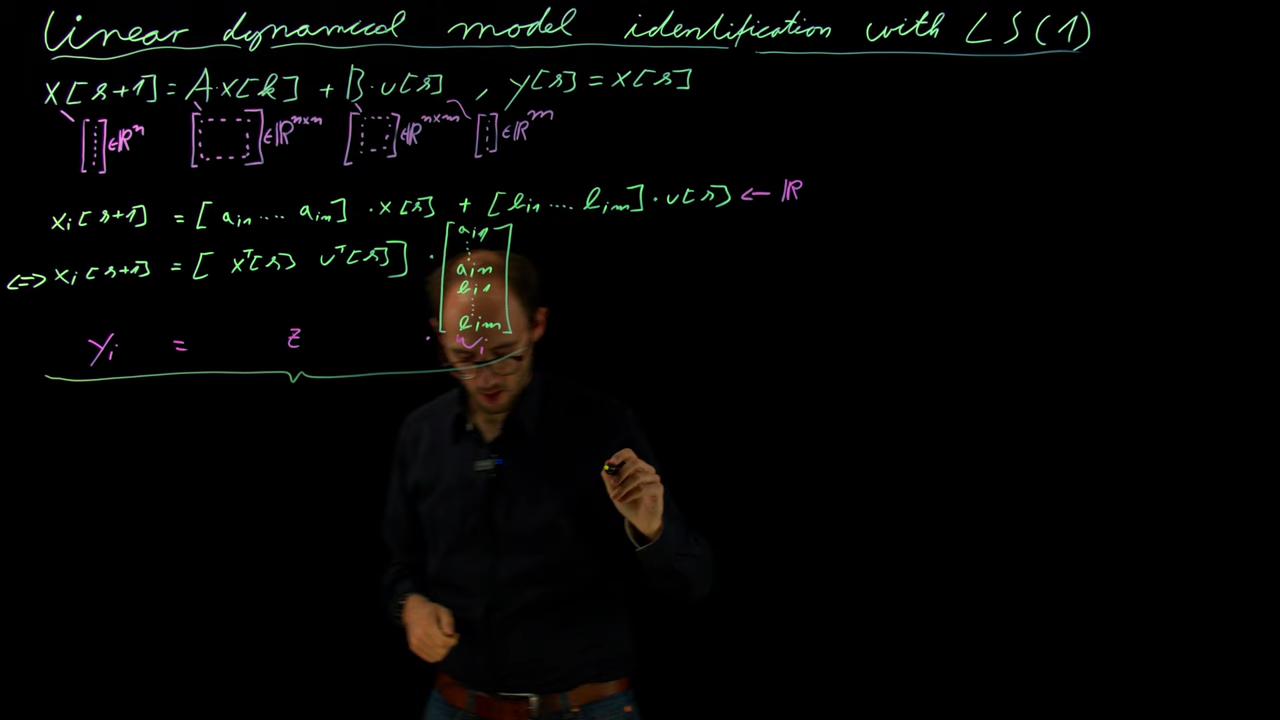 Linear dynamical model identification with LS(1)
x[k+1] = A·x[k] + B·u[k] , y[k] = x[k]
[⋮] ∈ ℝⁿ [ ] ∈ ℝⁿˣⁿ [ ] ∈ ℝⁿˣᵐ [⋮] ∈ ℝᵐ
xᵢ[k+1] = [aᵢ₁ .... aᵢₙ] · x[k] + [bᵢ₁ .... bᵢₘ] · u[k] ← ℝ
⇔ xᵢ[k+1] = [xᵀ[k] uᵀ[k]] · [aᵢ₁ ⋮ aᵢₙ bᵢ₁ ⋮ bᵢₘ]
yᵢ = z · wᵢ